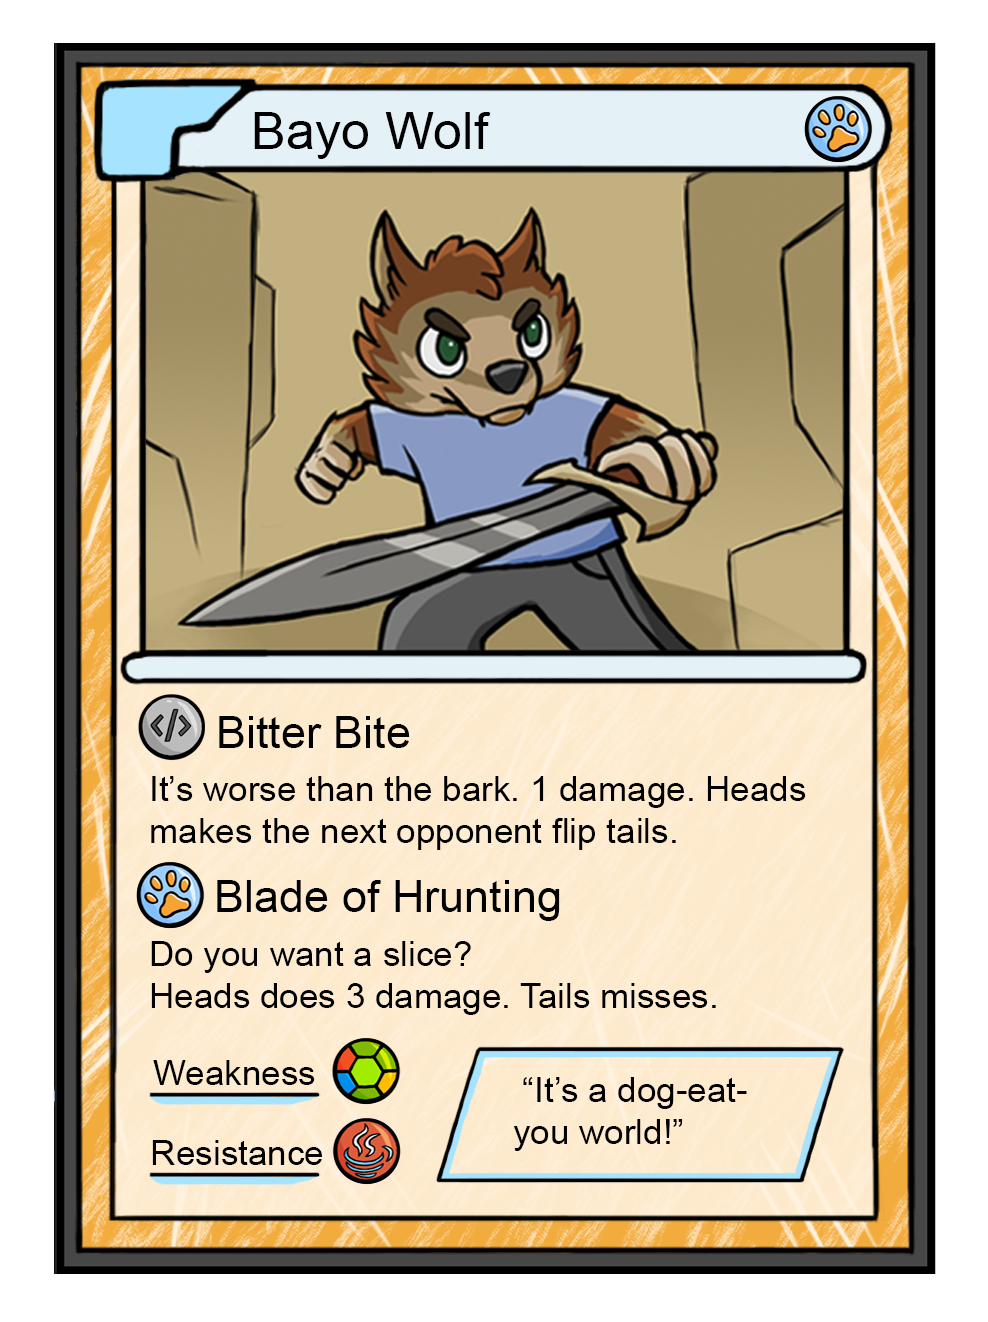 Bayo Wolf
</> Bitter Bite
It’s worse than the bark. 1 damage. Heads
makes the next opponent flip tails.
Blade of Hrunting
Do you want a slice?
Heads does 3 damage. Tails misses.
Weakness
Resistance
“It’s a dog-eat-
you world!”